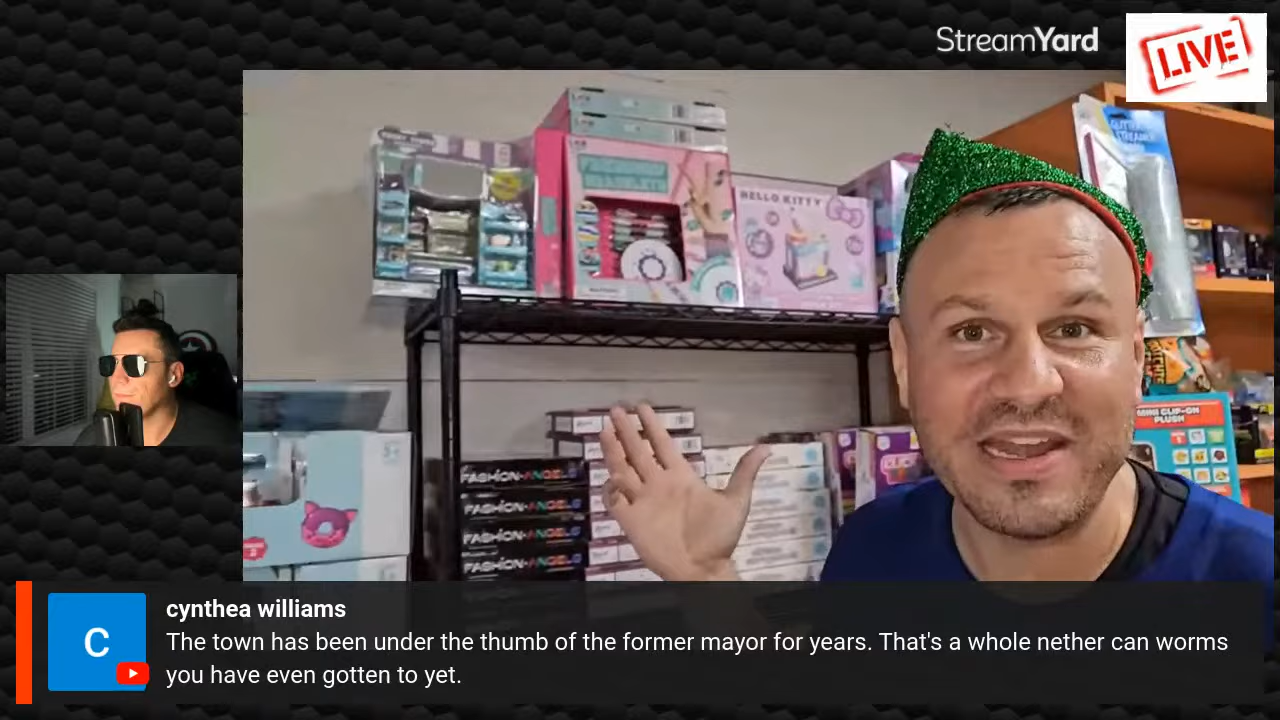 StreamYard
LIVE
HELLO KITTY
FASHION-ANGELS
FASHION-ANGELS
FASHION-ANGELS
FASHION-ANGELS
MINI CLIP-ON
PLUSH
C
cynthea williams
The town has been under the thumb of the former mayor for years. That's a whole nether can worms
you have even gotten to yet.